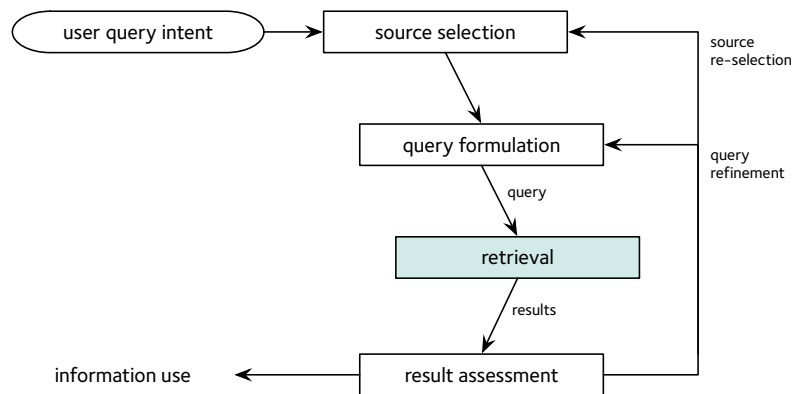 user query intent
source selection
source
re-selection
query formulation
query
refinement
query
retrieval
results
information use
result assessment